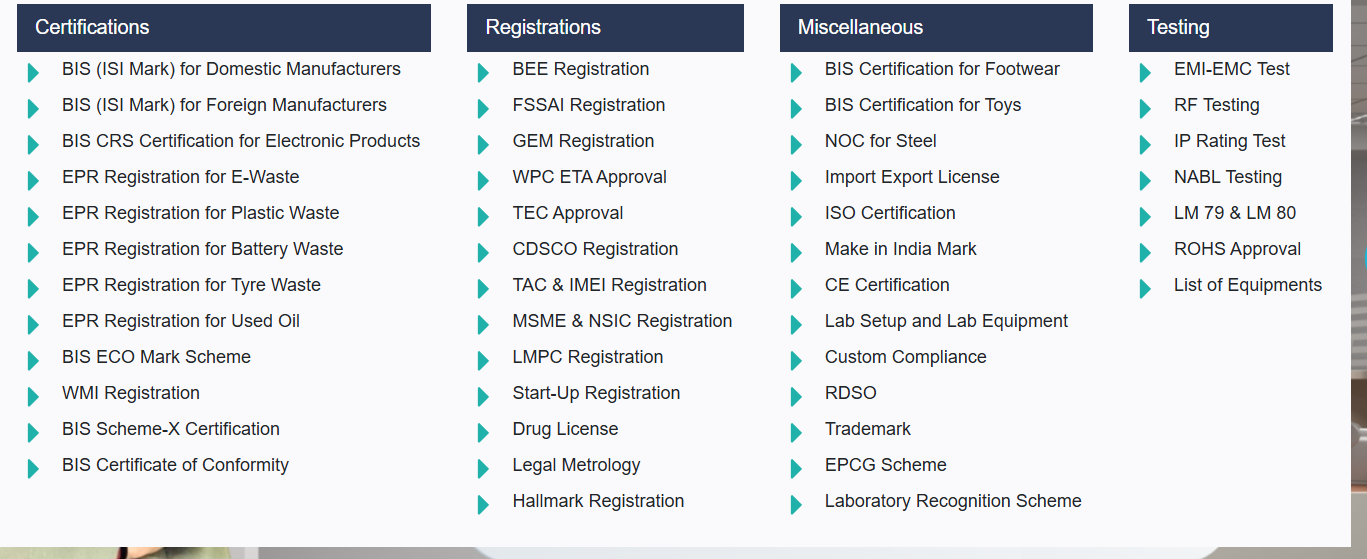 Certifications
BIS (ISI Mark) for Domestic Manufacturers
BIS (ISI Mark) for Foreign Manufacturers
BIS CRS Certification for Electronic Products
EPR Registration for E-Waste
EPR Registration for Plastic Waste
EPR Registration for Battery Waste
EPR Registration for Tyre Waste
EPR Registration for Used Oil
BIS ECO Mark Scheme
WMI Registration
BIS Scheme-X Certification
BIS Certificate of Conformity
Registrations
BEE Registration
FSSAI Registration
GEM Registration
WPC ETA Approval
TEC Approval
CDSCO Registration
TAC & IMEI Registration
MSME & NSIC Registration
LMPC Registration
Start-Up Registration
Drug License
Legal Metrology
Hallmark Registration
Miscellaneous
BIS Certification for Footwear
BIS Certification for Toys
NOC for Steel
Import Export License
ISO Certification
Make in India Mark
CE Certification
Lab Setup and Lab Equipment
Custom Compliance
RDSO
Trademark
EPCG Scheme
Laboratory Recognition Scheme
Testing
EMI-EMC Test
RF Testing
IP Rating Test
NABL Testing
LM 79 & LM 80
ROHS Approval
List of Equipments